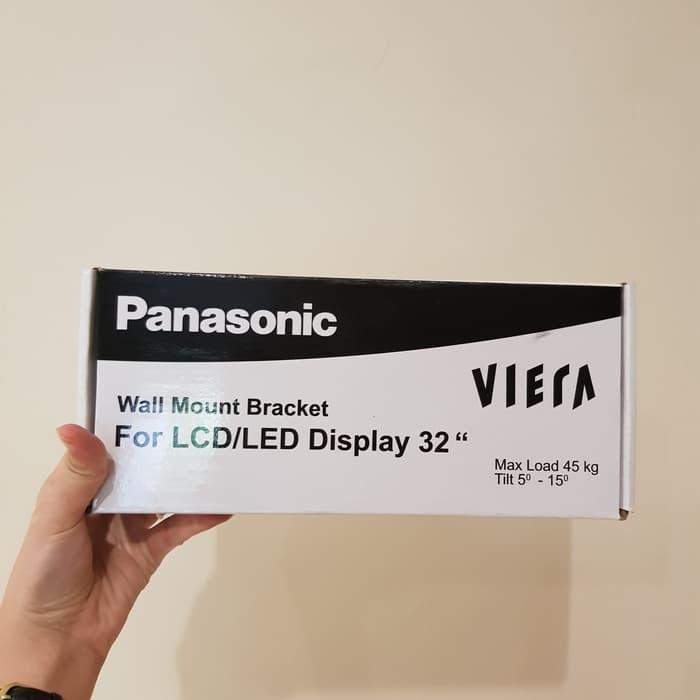 Panasonic
VIErA
Wall Mount Bracket
For LCD/LED Display 32 “
Max Load 45 kg
Tilt 5⁰ - 15⁰